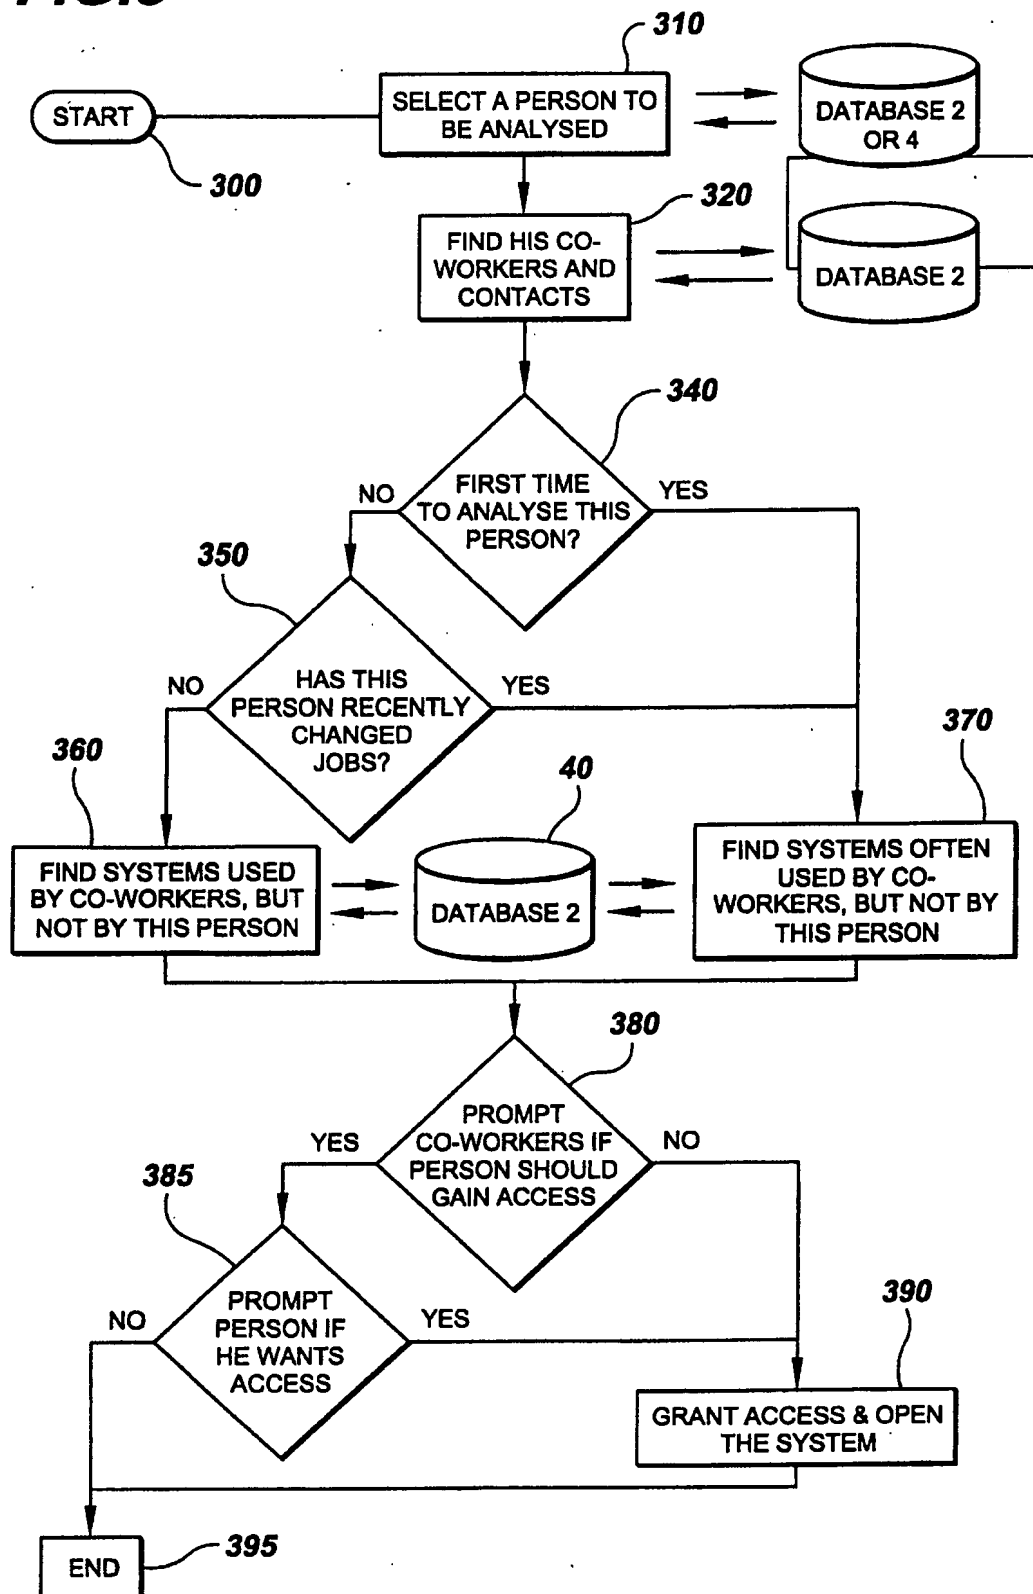 310
SELECT A PERSON TO
BE ANALYSED
DATABASE 2
OR 4
START
300
320
FIND HIS CO-
WORKERS AND
CONTACTS
DATABASE 2
340
FIRST TIME
TO ANALYSE THIS
PERSON?
NO
YES
350
HAS THIS
PERSON RECENTLY
CHANGED
JOBS?
NO
YES
360
40
370
FIND SYSTEMS USED
BY CO-WORKERS, BUT
NOT BY THIS PERSON
DATABASE 2
FIND SYSTEMS OFTEN
USED BY CO-
WORKERS, BUT NOT BY
THIS PERSON
380
PROMPT
CO-WORKERS IF
PERSON SHOULD
GAIN ACCESS
YES
NO
385
PROMPT
PERSON IF
HE WANTS
ACCESS
NO
YES
390
GRANT ACCESS & OPEN
THE SYSTEM
END
395